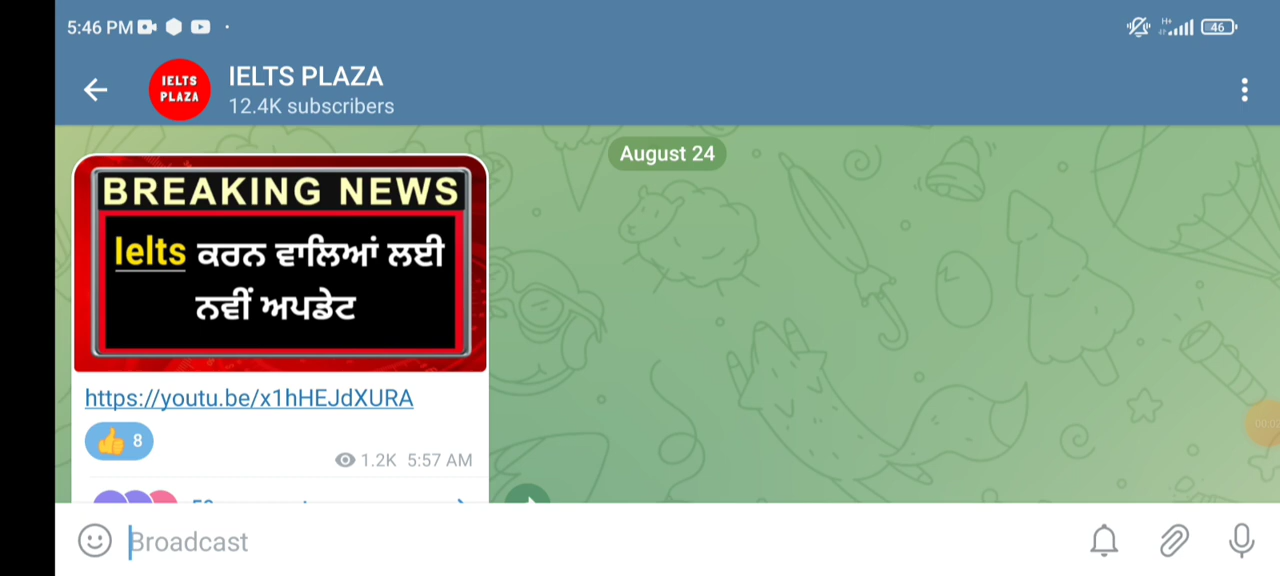 5:46 PM
46
IELTS PLAZA
IELTS PLAZA
12.4K subscribers
August 24
BREAKING NEWS
Ielts ਕਰਨ ਵਾਲਿਆਂ ਲਈ
ਨਵੀਂ ਅਪਡੇਟ
https://youtu.be/x1hHEJdXURA
8
1.2K 5:57 AM
Broadcast